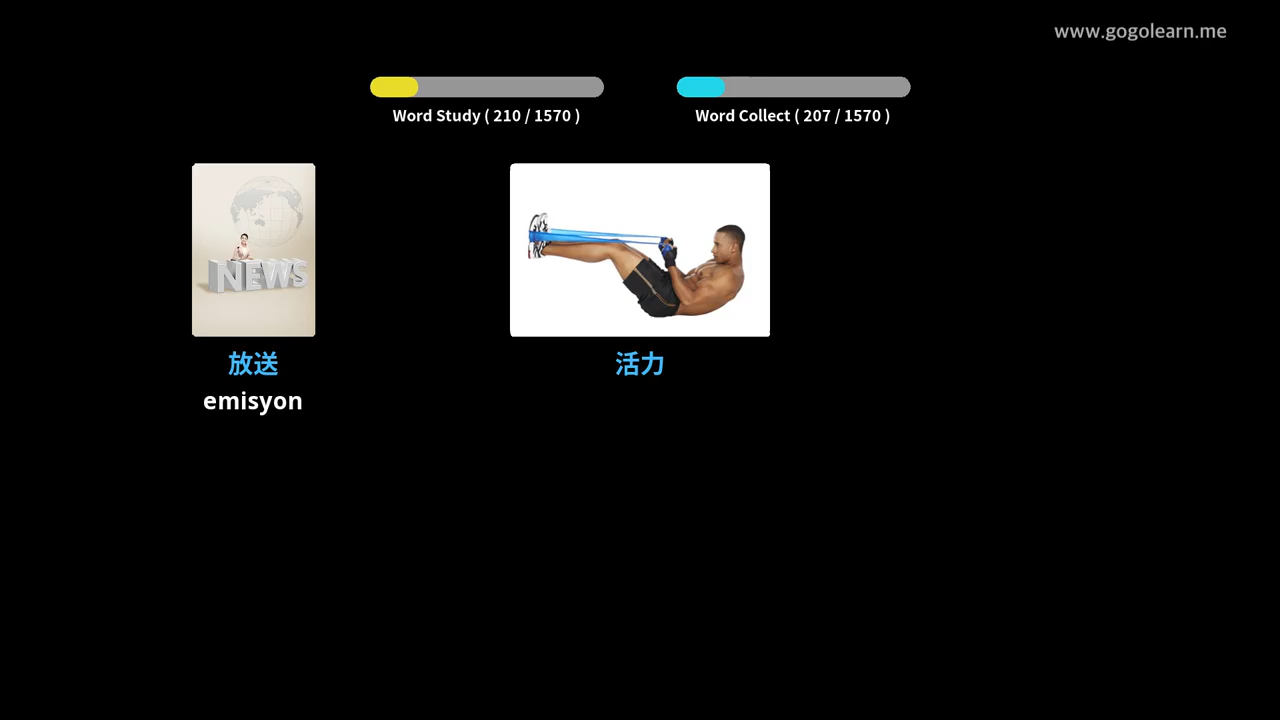 www.gogolearn.me
Word Study ( 210 / 1570 )
Word Collect ( 207 / 1570 )
NEWS
放送
emisyon
活力